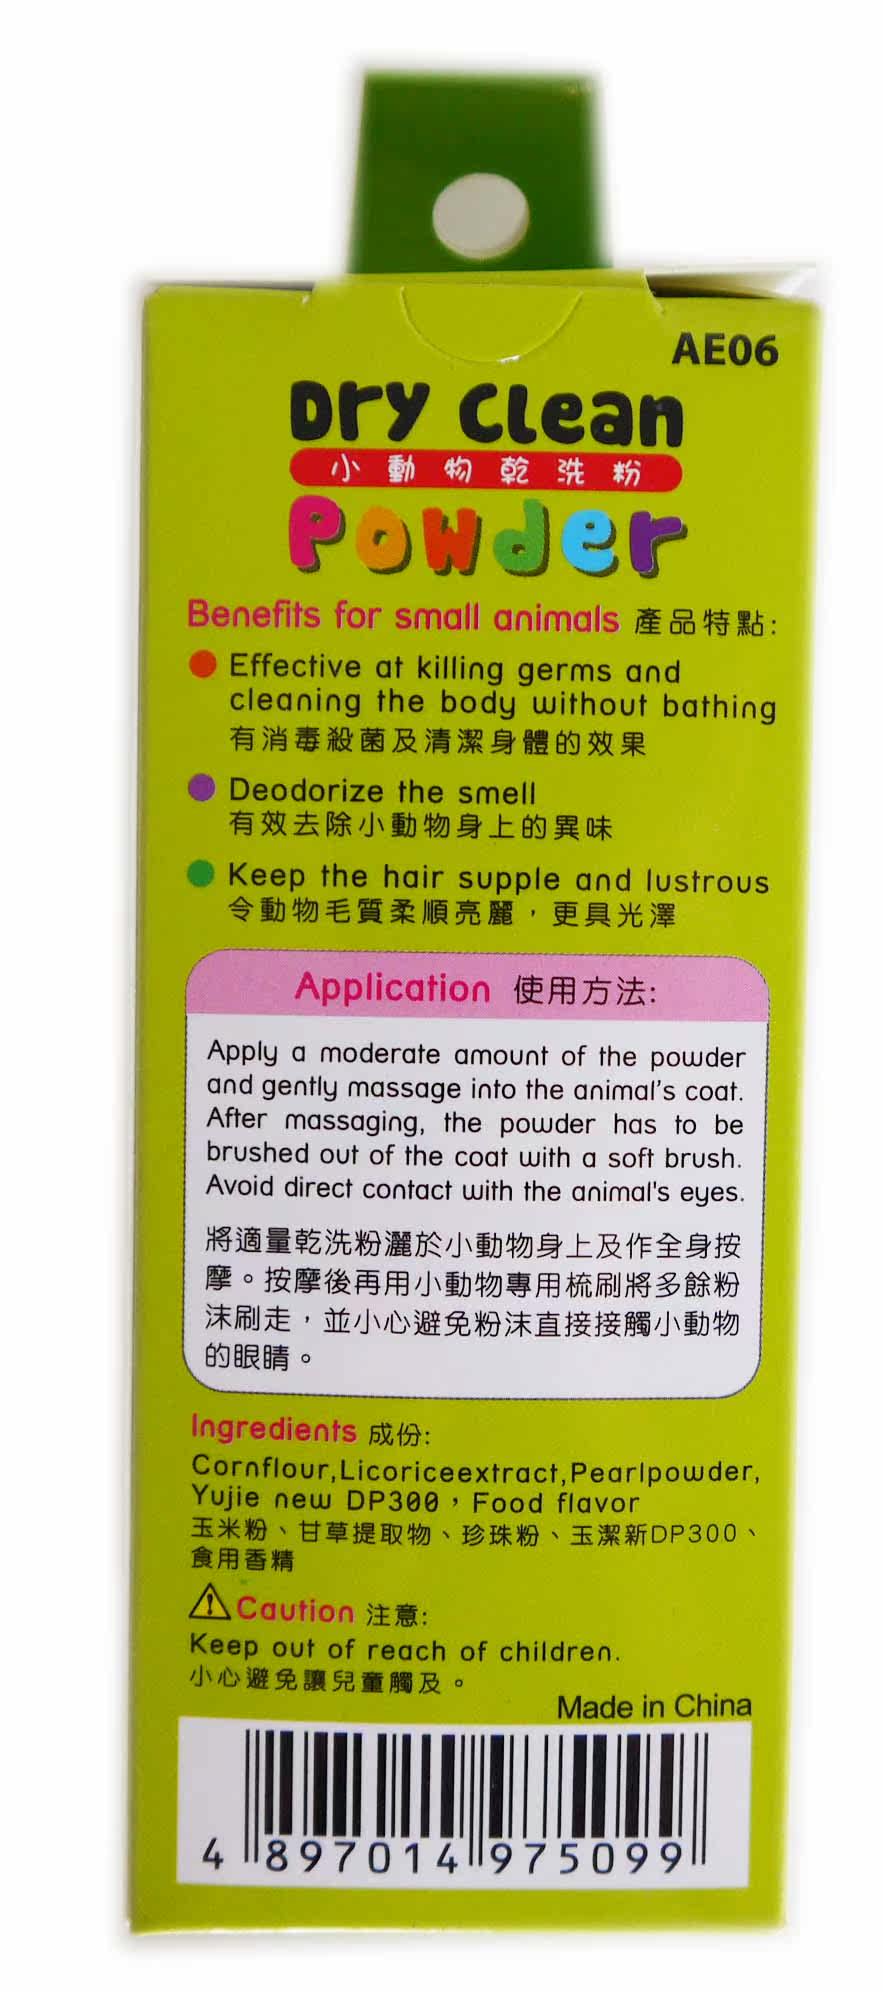 AE06
Dry Clean
小動物乾洗粉
Powder
Benefits for small animals 產品特點:
Effective at killing germs and
cleaning the body without bathing
有消毒殺菌及清潔身體的效果
Deodorize the smell
有效去除小動物身上的異味
Keep the hair supple and lustrous
令動物毛質柔順亮麗，更具光澤
Application 使用方法:
Apply a moderate amount of the powder
and gently massage into the animal's coat.
After massaging, the powder has to be
brushed out of the coat with a soft brush.
Avoid direct contact with the animal's eyes.
將適量乾洗粉灑於小動物身上及作全身按
摩。按摩後再用小動物專用梳刷將多餘粉
沫刷走，並小心避免粉沫直接接觸小動物
的眼睛。
Ingredients 成份:
Cornflour,Licoriceextract,Pearlpowder,
Yujie new DP300，Food flavor
玉米粉、甘草提取物、珍珠粉、玉潔新DP300、
食用香精
Caution 注意:
Keep out of reach of children.
小心避免讓兒童觸及。
Made in China
4 897014 975099